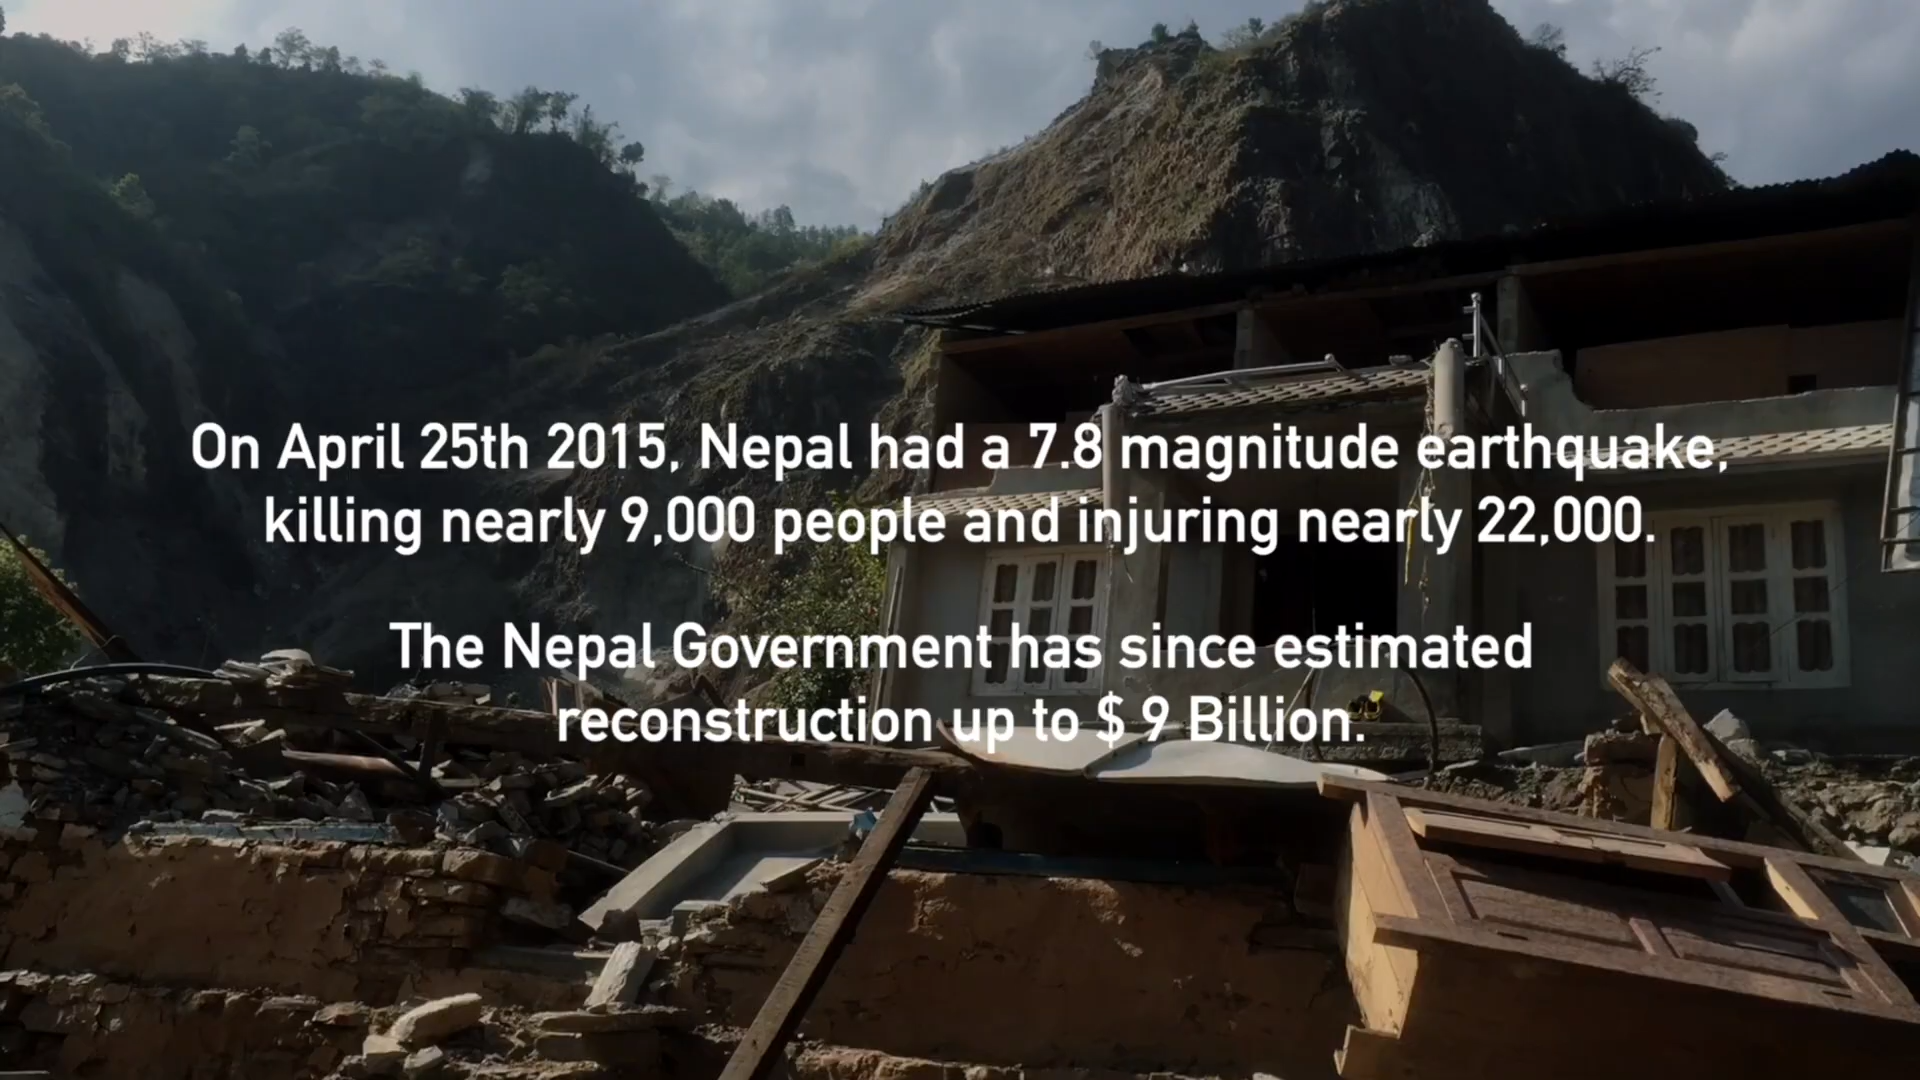 On April 25th 2015, Nepal had a 7.8 magnitude earthquake,
killing nearly 9,000 people and injuring nearly 22,000.
The Nepal Government has since estimated
reconstruction up to $ 9 Billion.